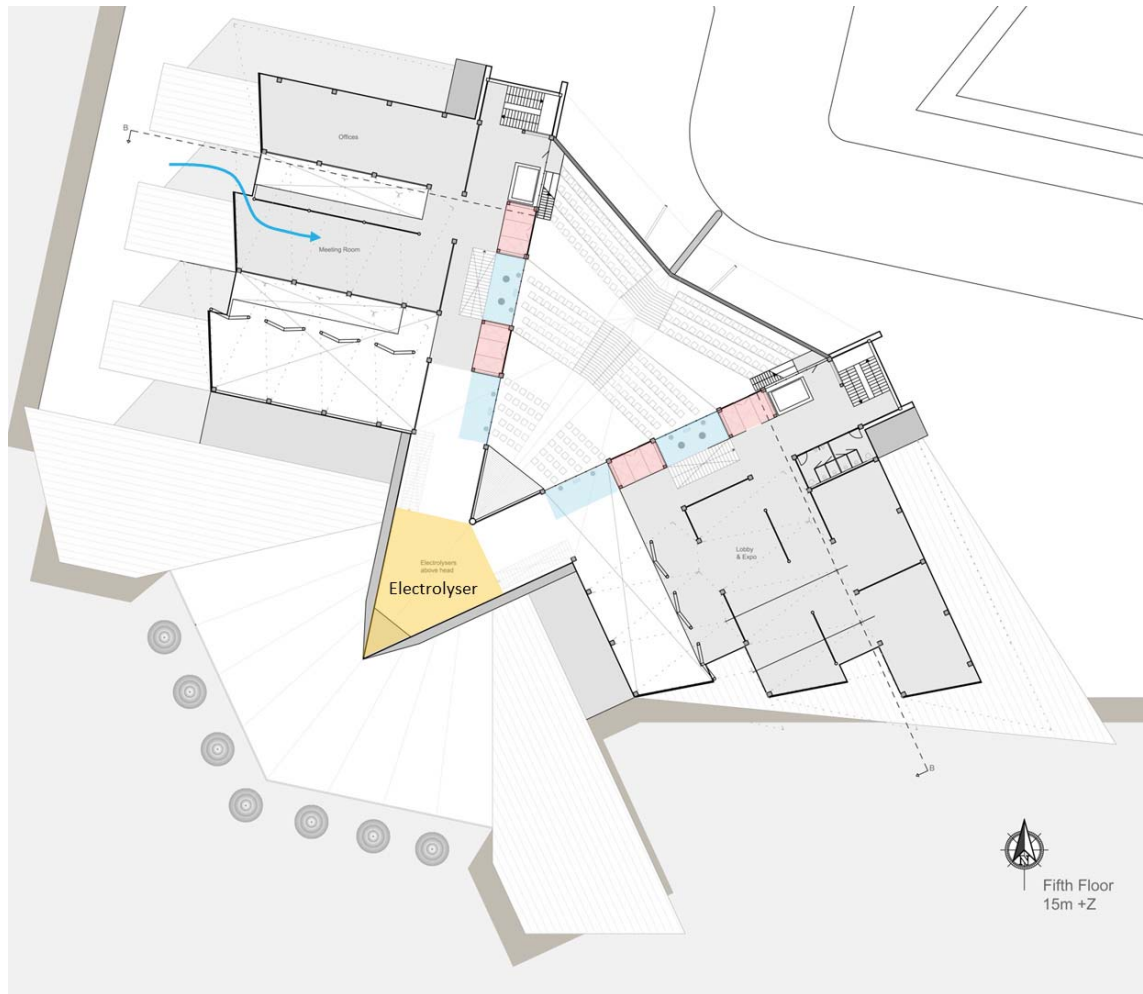 B
Offices
Meeting Room
Electrolysers
above head
Electrolyser
Lobby
& Expo
B
N
Fifth Floor
15m +Z